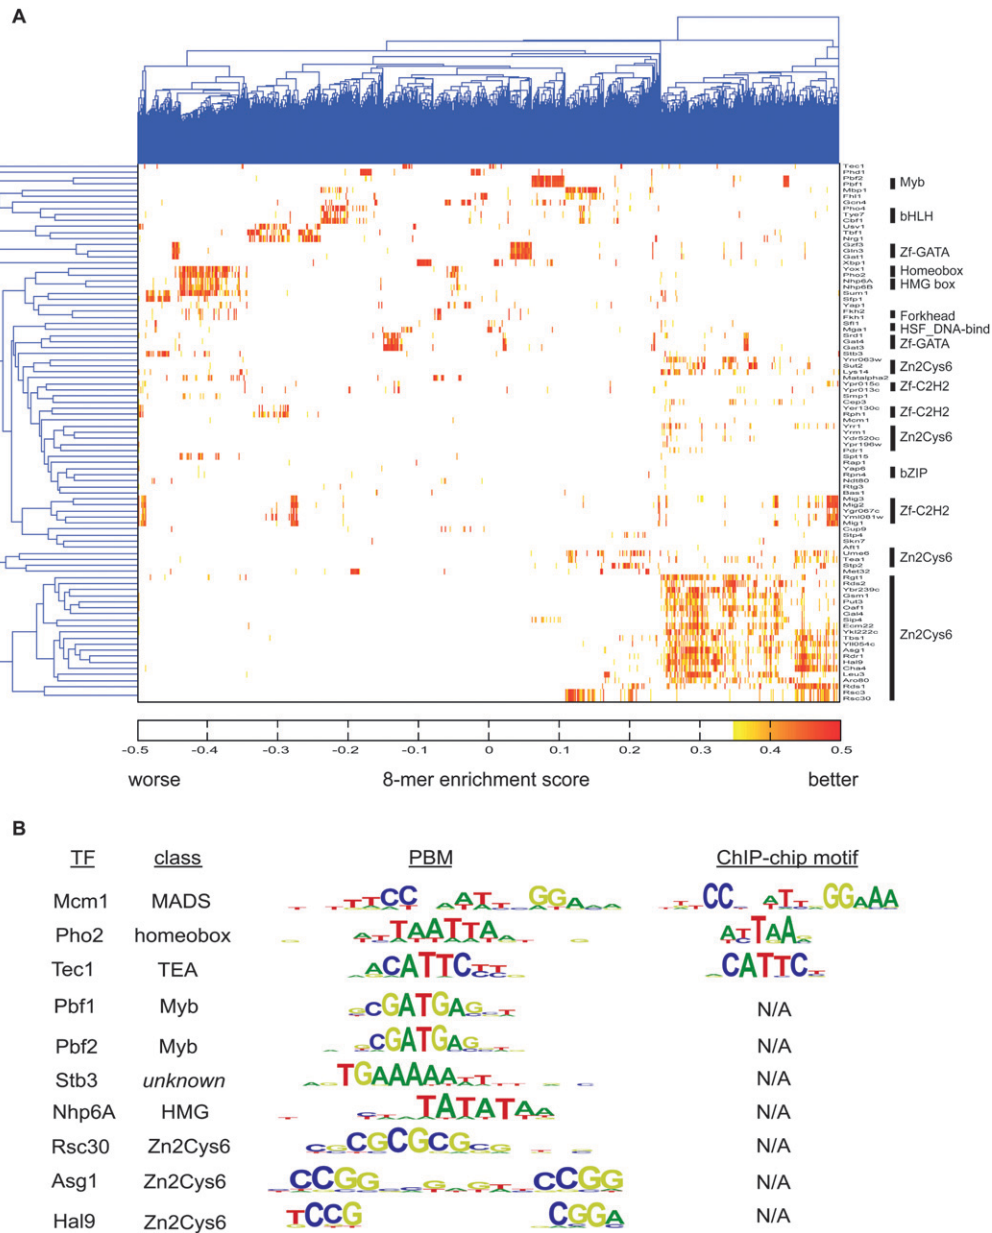 A
Tec1
Phd1
Pbf2
Pbf1
Mbp1
Fhl1
Gcn4
Pho4
Tye7
Cbf1
Usv1
Tbf1
Nrg1
Gzf3
Gln3
Gat1
Xbp1
Yox1
Pho2
Nhp6A
Nhp6B
Sum1
Sfp1
Yap1
Fkh2
Fkh1
Sfl1
Mga1
Srd1
Gat4
Gat3
Stb3
Ynr063w
Sut2
Lys14
Matalpha2
Ypr015c
Ypr013c
Smp1
Cep3
Yer130c
Rph1
Mcm1
Yrr1
Yrm1
Ydr520c
Ypr196w
Pdr1
Spt15
Rap1
Yap6
Rpn4
Ndt80
Rtg3
Bas1
Mig3
Mig2
Ygr067c
Yml081w
Mig1
Cup9
Stp4
Skn7
Aft1
Ume6
Tea1
Stp2
Met32
Rgt1
Rds2
Ybr239c
Gsm1
Put3
Oaf1
Gal4
Sip4
Ecm22
Ykl222c
Tbs1
Yll054c
Asg1
Rdr1
Hal9
Cha4
Leu3
Aro80
Rds1
Rsc3
Rsc30
Myb
bHLH
Zf-GATA
Homeobox
HMG box
Forkhead
HSF_DNA-bind
Zf-GATA
Zn2Cys6
Zf-C2H2
Zf-C2H2
Zn2Cys6
bZIP
Zf-C2H2
Zn2Cys6
Zn2Cys6
-0.5 -0.4 -0.3 -0.2 -0.1 0 0.1 0.2 0.3 0.4 0.5
worse 8-mer enrichment score better
B
TF class PBM ChIP-chip motif
Mcm1 MADS
Pho2 homeobox
Tec1 TEA
Pbf1 Myb N/A
Pbf2 Myb N/A
Stb3 unknown N/A
Nhp6A HMG N/A
Rsc30 Zn2Cys6 N/A
Asg1 Zn2Cys6 N/A
Hal9 Zn2Cys6 N/A